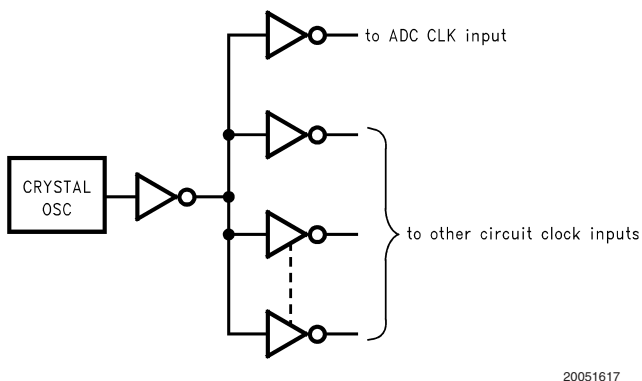 to ADC CLK input
CRYSTAL
OSC
to other circuit clock inputs
20051617